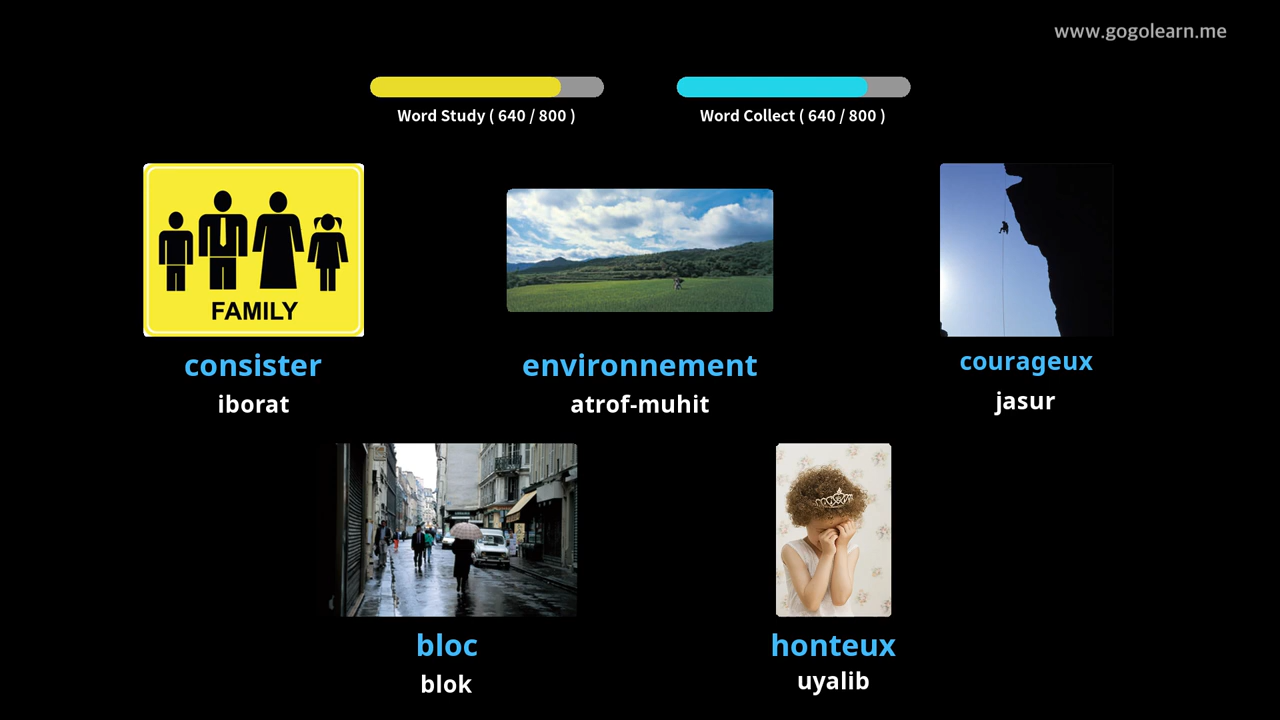 www.gogolearn.me
Word Study ( 640 / 800 )
Word Collect ( 640 / 800 )
FAMILY
consister
iborat
environnement
atrof-muhit
courageux
jasur
bloc
blok
honteux
uyalib